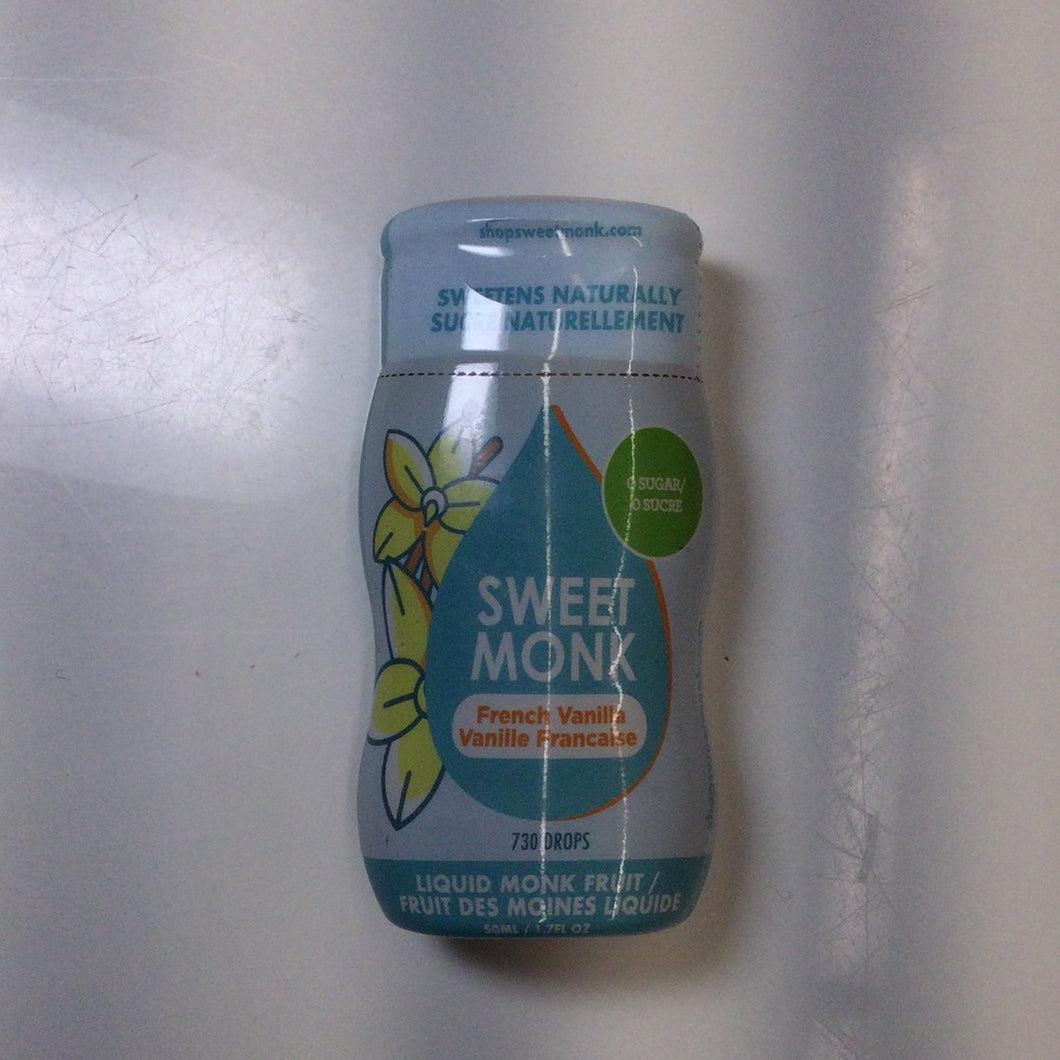 shopsweetmonk.com
SWEETENS NATURALLY
SUCRE NATURELLEMENT
0 SUGAR/
0 SUCRE
SWEET
MONK
French Vanilla
Vanille Francaise
730 DROPS
LIQUID MONK FRUIT /
FRUIT DES MOINES LIQUIDE
50ML / 1.7FL OZ